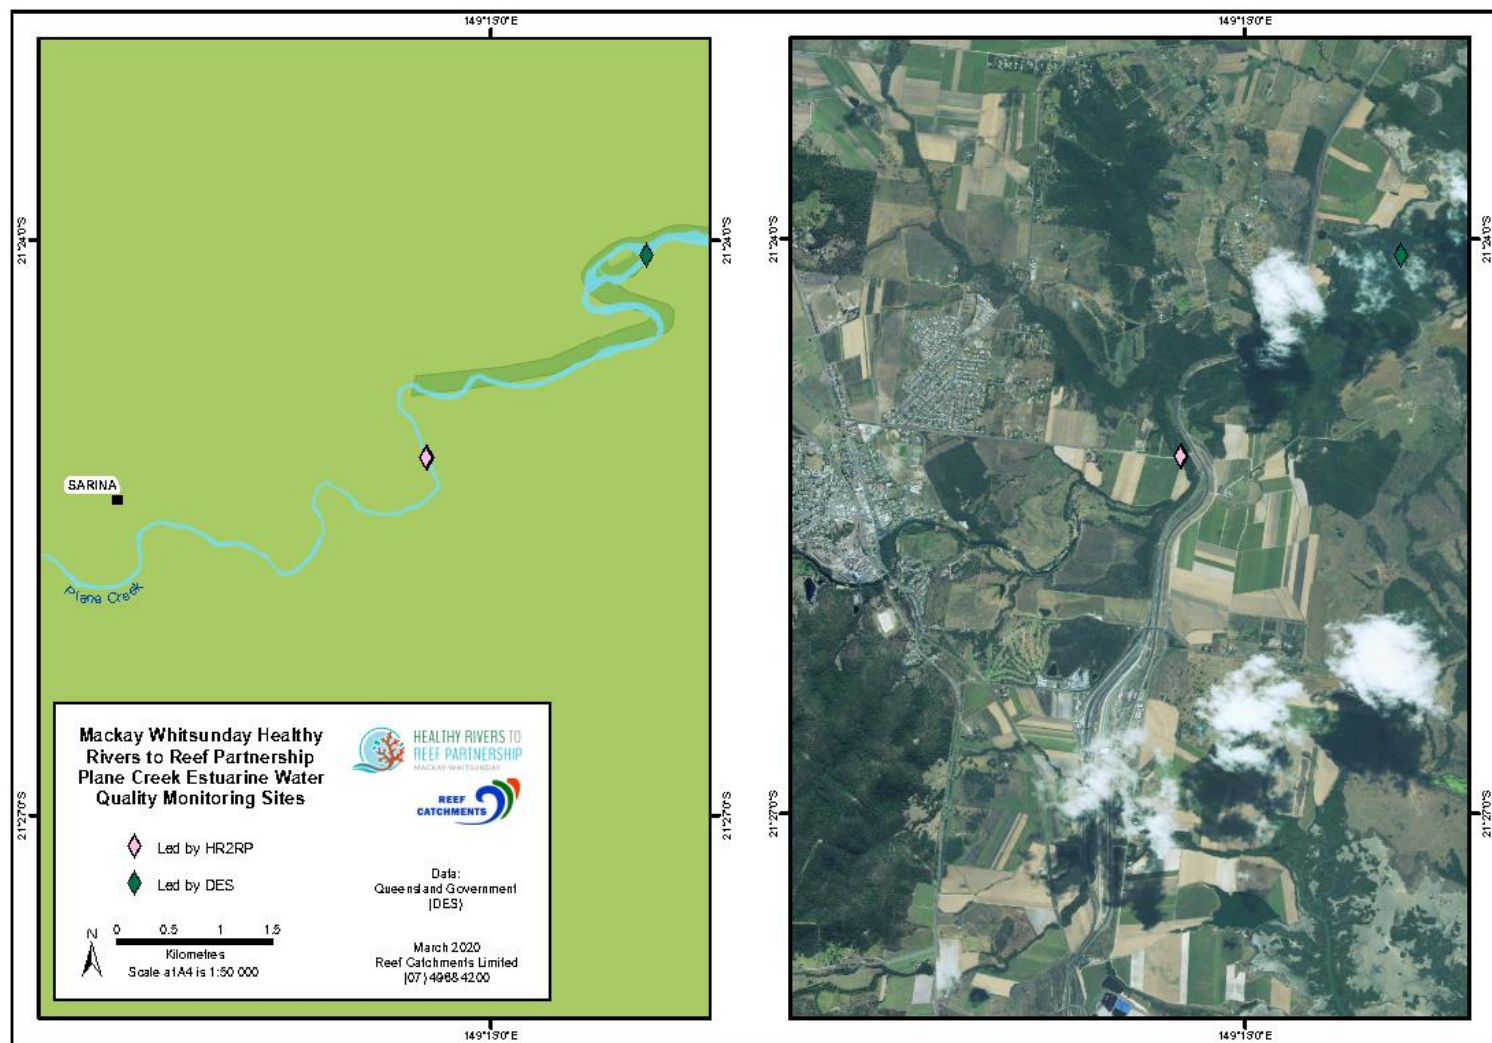 149°15'0"E
149°15'0"E
21°24'0"S
21°24'0"S
21°24'0"S
21°24'0"S
SARINA
Plane Creek
Mackay Whitsunday Healthy
Rivers to Reef Partnership
Plane Creek Estuarine Water
Quality Monitoring Sites
HEALTHY RIVERS TO
REEF PARTNERSHIP
MACKAY WHITSUNDAY
REEF
CATCHMENTS
Led by HR2RP
Led by DES
Data:
Queensland Government
(DES)
N
0 0.5 1 1.5
Kilometres
Scale at A4 is 1:50 000
March 2020
Reef Catchments Limited
(07) 4968 4200
21°27'0"S
21°27'0"S
21°27'0"S
21°27'0"S
149°15'0"E
149°15'0"E